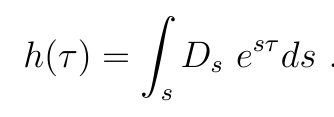 h(τ) = ∫_s D_s e^{sτ} ds .